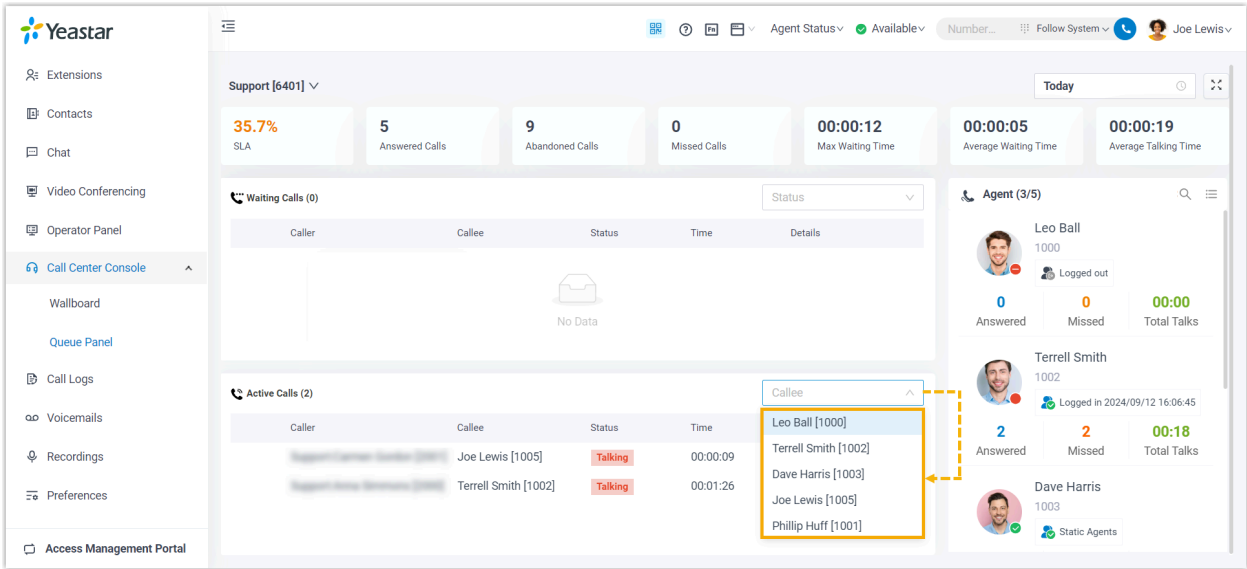 Yeastar
Agent Status
Available
Number...
Follow System
Joe Lewis
Extensions
Contacts
Chat
Video Conferencing
Operator Panel
Call Center Console
Wallboard
Queue Panel
Call Logs
Voicemails
Recordings
Preferences
Access Management Portal
Support [6401]
Today
35.7%
SLA
5
Answered Calls
9
Abandoned Calls
0
Missed Calls
00:00:12
Max Waiting Time
00:00:05
Average Waiting Time
00:00:19
Average Talking Time
Waiting Calls (0)
Status
Caller Callee Status Time Details
No Data
Active Calls (2)
Callee
Caller Callee Status Time
Joe Lewis [1005] Talking 00:00:09
Terrell Smith [1002] Talking 00:01:26
Leo Ball [1000]
Terrell Smith [1002]
Dave Harris [1003]
Joe Lewis [1005]
Phillip Huff [1001]
Agent (3/5)
Leo Ball
1000
Logged out
0 0 00:00
Answered Missed Total Talks
Terrell Smith
1002
Logged in 2024/09/12 16:06:45
2 2 00:18
Answered Missed Total Talks
Dave Harris
1003
Static Agents